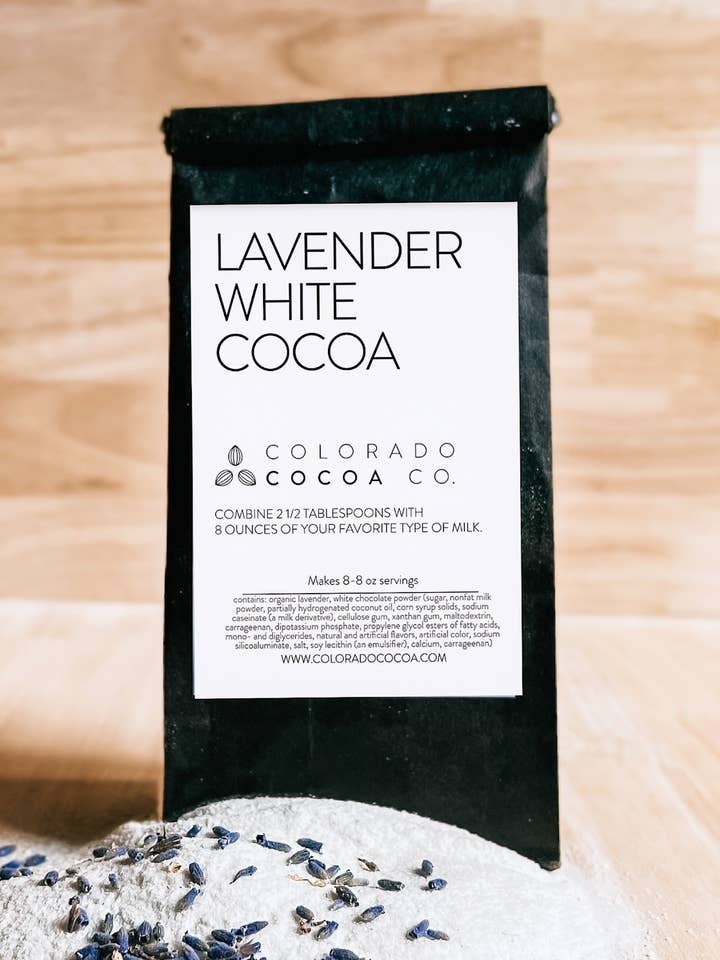 LAVENDER
WHITE
COCOA
COLORADO
COCOA CO.
COMBINE 2 1/2 TABLESPOONS WITH
8 OUNCES OF YOUR FAVORITE TYPE OF MILK.
Makes 8-8 oz servings
contains: organic lavender, white chocolate powder (sugar, nonfat milk
powder, partially hydrogenated coconut oil, corn syrup solids, sodium
caseinate (a milk derivative), cellulose gum, xanthan gum, maltodextrin,
carrageenan, dipotassium phosphate, propylene glycol esters of fatty acids,
mono- and diglycerides, natural and artificial flavors, artificial color, sodium
silicoaluminate, salt, soy lecithin (an emulsifier), calcium, carrageenan)
WWW.COLORADOCOCOA.COM